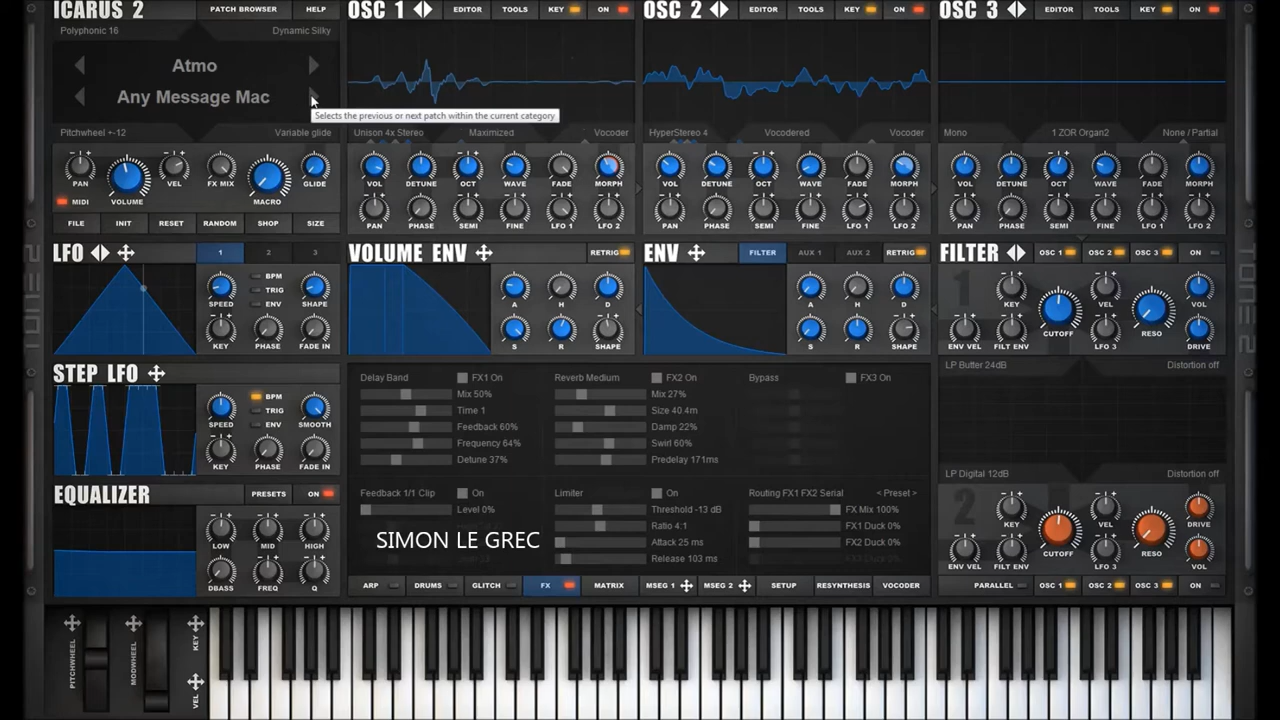 ICARUS 2
PATCH BROWSER
HELP
Polyphonic 16
Dynamic Silky
Atmo
Any Message Mac
Selects the previous or next patch within the current category
Pitchwheel +-12
Variable glide
PAN
VOLUME
VEL
FX MIX
MACRO
GLIDE
MIDI
FILE
INIT
RESET
RANDOM
SHOP
SIZE
OSC 1
EDITOR
TOOLS
KEY
ON
Unison 4x Stereo
Maximized
Vocoder
VOL
DETUNE
OCT
WAVE
FADE
MORPH
PAN
PHASE
SEMI
FINE
LFO 1
LFO 2
OSC 2
EDITOR
TOOLS
KEY
ON
HyperStereo 4
Vocodered
Vocoder
VOL
DETUNE
OCT
WAVE
FADE
MORPH
PAN
PHASE
SEMI
FINE
LFO 1
LFO 2
OSC 3
EDITOR
TOOLS
KEY
ON
Mono
1 ZOR Organ2
None / Partial
VOL
DETUNE
OCT
WAVE
FADE
MORPH
PAN
PHASE
SEMI
FINE
LFO 1
LFO 2
TONE 2
TONE 2
LFO
1
2
3
SPEED
BPM
TRIG
ENV
SHAPE
KEY
PHASE
FADE IN
VOLUME ENV
RETRIG
A
H
D
S
R
SHAPE
ENV
FILTER
AUX 1
AUX 2
RETRIG
A
H
D
S
R
SHAPE
FILTER
OSC 1
OSC 2
OSC 3
ON
1
KEY
CUTOFF
VEL
RESO
VOL
ENV VEL
FILT ENV
LFO 3
DRIVE
LP Butter 24dB
Distortion off
STEP LFO
SPEED
BPM
TRIG
ENV
SMOOTH
KEY
PHASE
FADE IN
EQUALIZER
PRESETS
ON
LOW
MID
HIGH
DBASS
FREQ
Q
Delay Band
FX1 On
Mix 50%
Time 1
Feedback 60%
Frequency 64%
Detune 37%
Reverb Medium
FX2 On
Mix 27%
Size 40.4m
Damp 22%
Swirl 60%
Predelay 171ms
Bypass
FX3 On
Feedback 1/1 Clip
On
Level 0%
SIMON LE GREC
Limiter
On
Threshold -13 dB
Ratio 4:1
Attack 25 ms
Release 103 ms
Routing FX1 FX2 Serial
< Preset >
FX Mix 100%
FX1 Duck 0%
FX2 Duck 0%
FX3 Duck 0%
ARP
DRUMS
GLITCH
FX
MATRIX
MSEG 1
MSEG 2
SETUP
RESYNTHESIS
VOCODER
LP Digital 12dB
Distortion off
2
KEY
CUTOFF
VEL
RESO
DRIVE
ENV VEL
FILT ENV
LFO 3
VOL
PARALLEL
OSC 1
OSC 2
OSC 3
ON
PITCHWHEEL
MODWHEEL
KEY
VEL